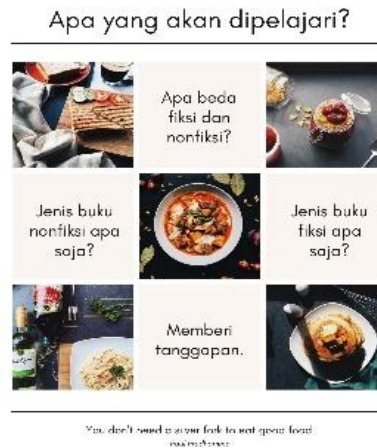 Apa yang akan dipelajari?
Apa beda
fiksi dan
nonfiksi?
Jenis buku
nonfiksi apa
saja?
Jenis buku
fiksi apa
saja?
Memberi
tanggapan.
You don't need a silver fork to eat good food.